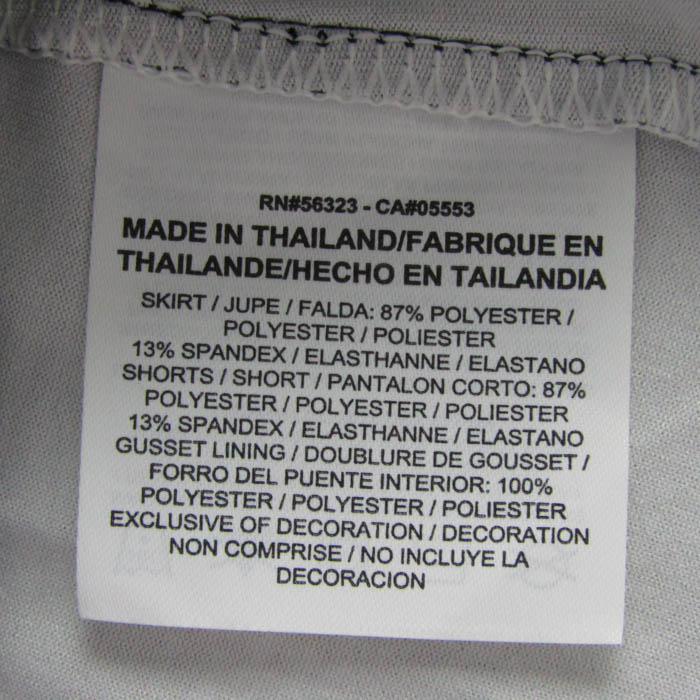 RN#56323 - CA#05553
MADE IN THAILAND/FABRIQUE EN
THAILANDE/HECHO EN TAILANDIA
SKIRT / JUPE / FALDA: 87% POLYESTER /
POLYESTER / POLIESTER
13% SPANDEX / ELASTHANNE / ELASTANO
SHORTS / SHORT / PANTALON CORTO: 87%
POLYESTER / POLYESTER / POLIESTER
13% SPANDEX / ELASTHANNE / ELASTANO
GUSSET LINING / DOUBLURE DE GOUSSET /
FORRO DEL PUENTE INTERIOR: 100%
POLYESTER / POLYESTER / POLIESTER
EXCLUSIVE OF DECORATION / DECORATION
NON COMPRISE / NO INCLUYE LA
DECORACION